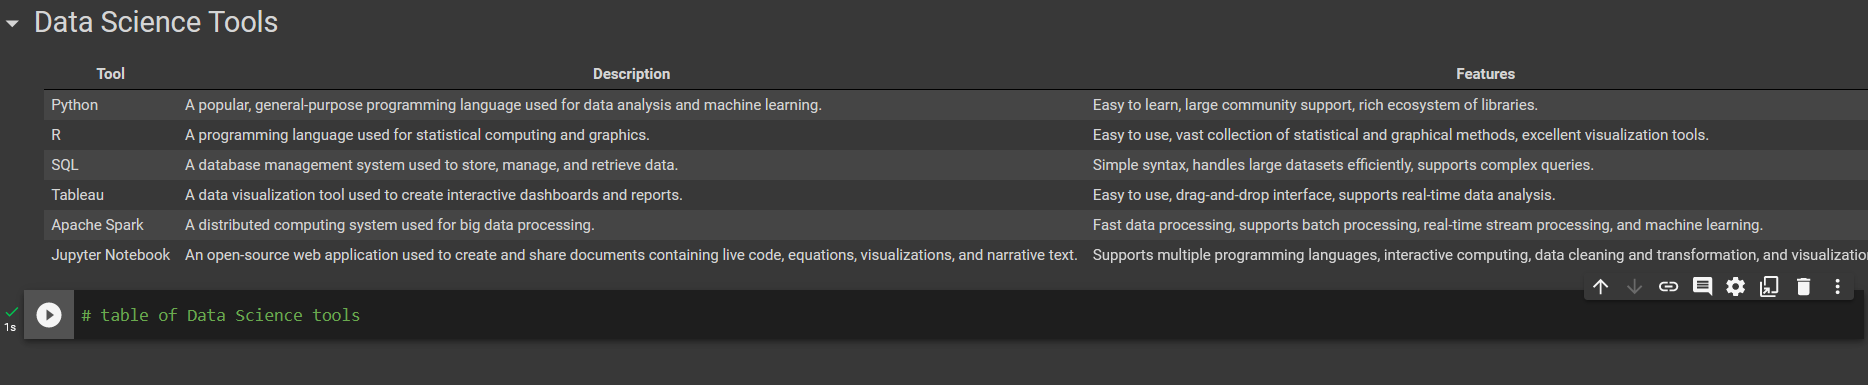 Data Science Tools
Tool Description Features
Python A popular, general-purpose programming language used for data analysis and machine learning. Easy to learn, large community support, rich ecosystem of libraries.
R A programming language used for statistical computing and graphics. Easy to use, vast collection of statistical and graphical methods, excellent visualization tools.
SQL A database management system used to store, manage, and retrieve data. Simple syntax, handles large datasets efficiently, supports complex queries.
Tableau A data visualization tool used to create interactive dashboards and reports. Easy to use, drag-and-drop interface, supports real-time data analysis.
Apache Spark A distributed computing system used for big data processing. Fast data processing, supports batch processing, real-time stream processing, and machine learning.
Jupyter Notebook An open-source web application used to create and share documents containing live code, equations, visualizations, and narrative text. Supports multiple programming languages, interactive computing, data cleaning and transformation, and visualizatio
# table of Data Science tools
1s